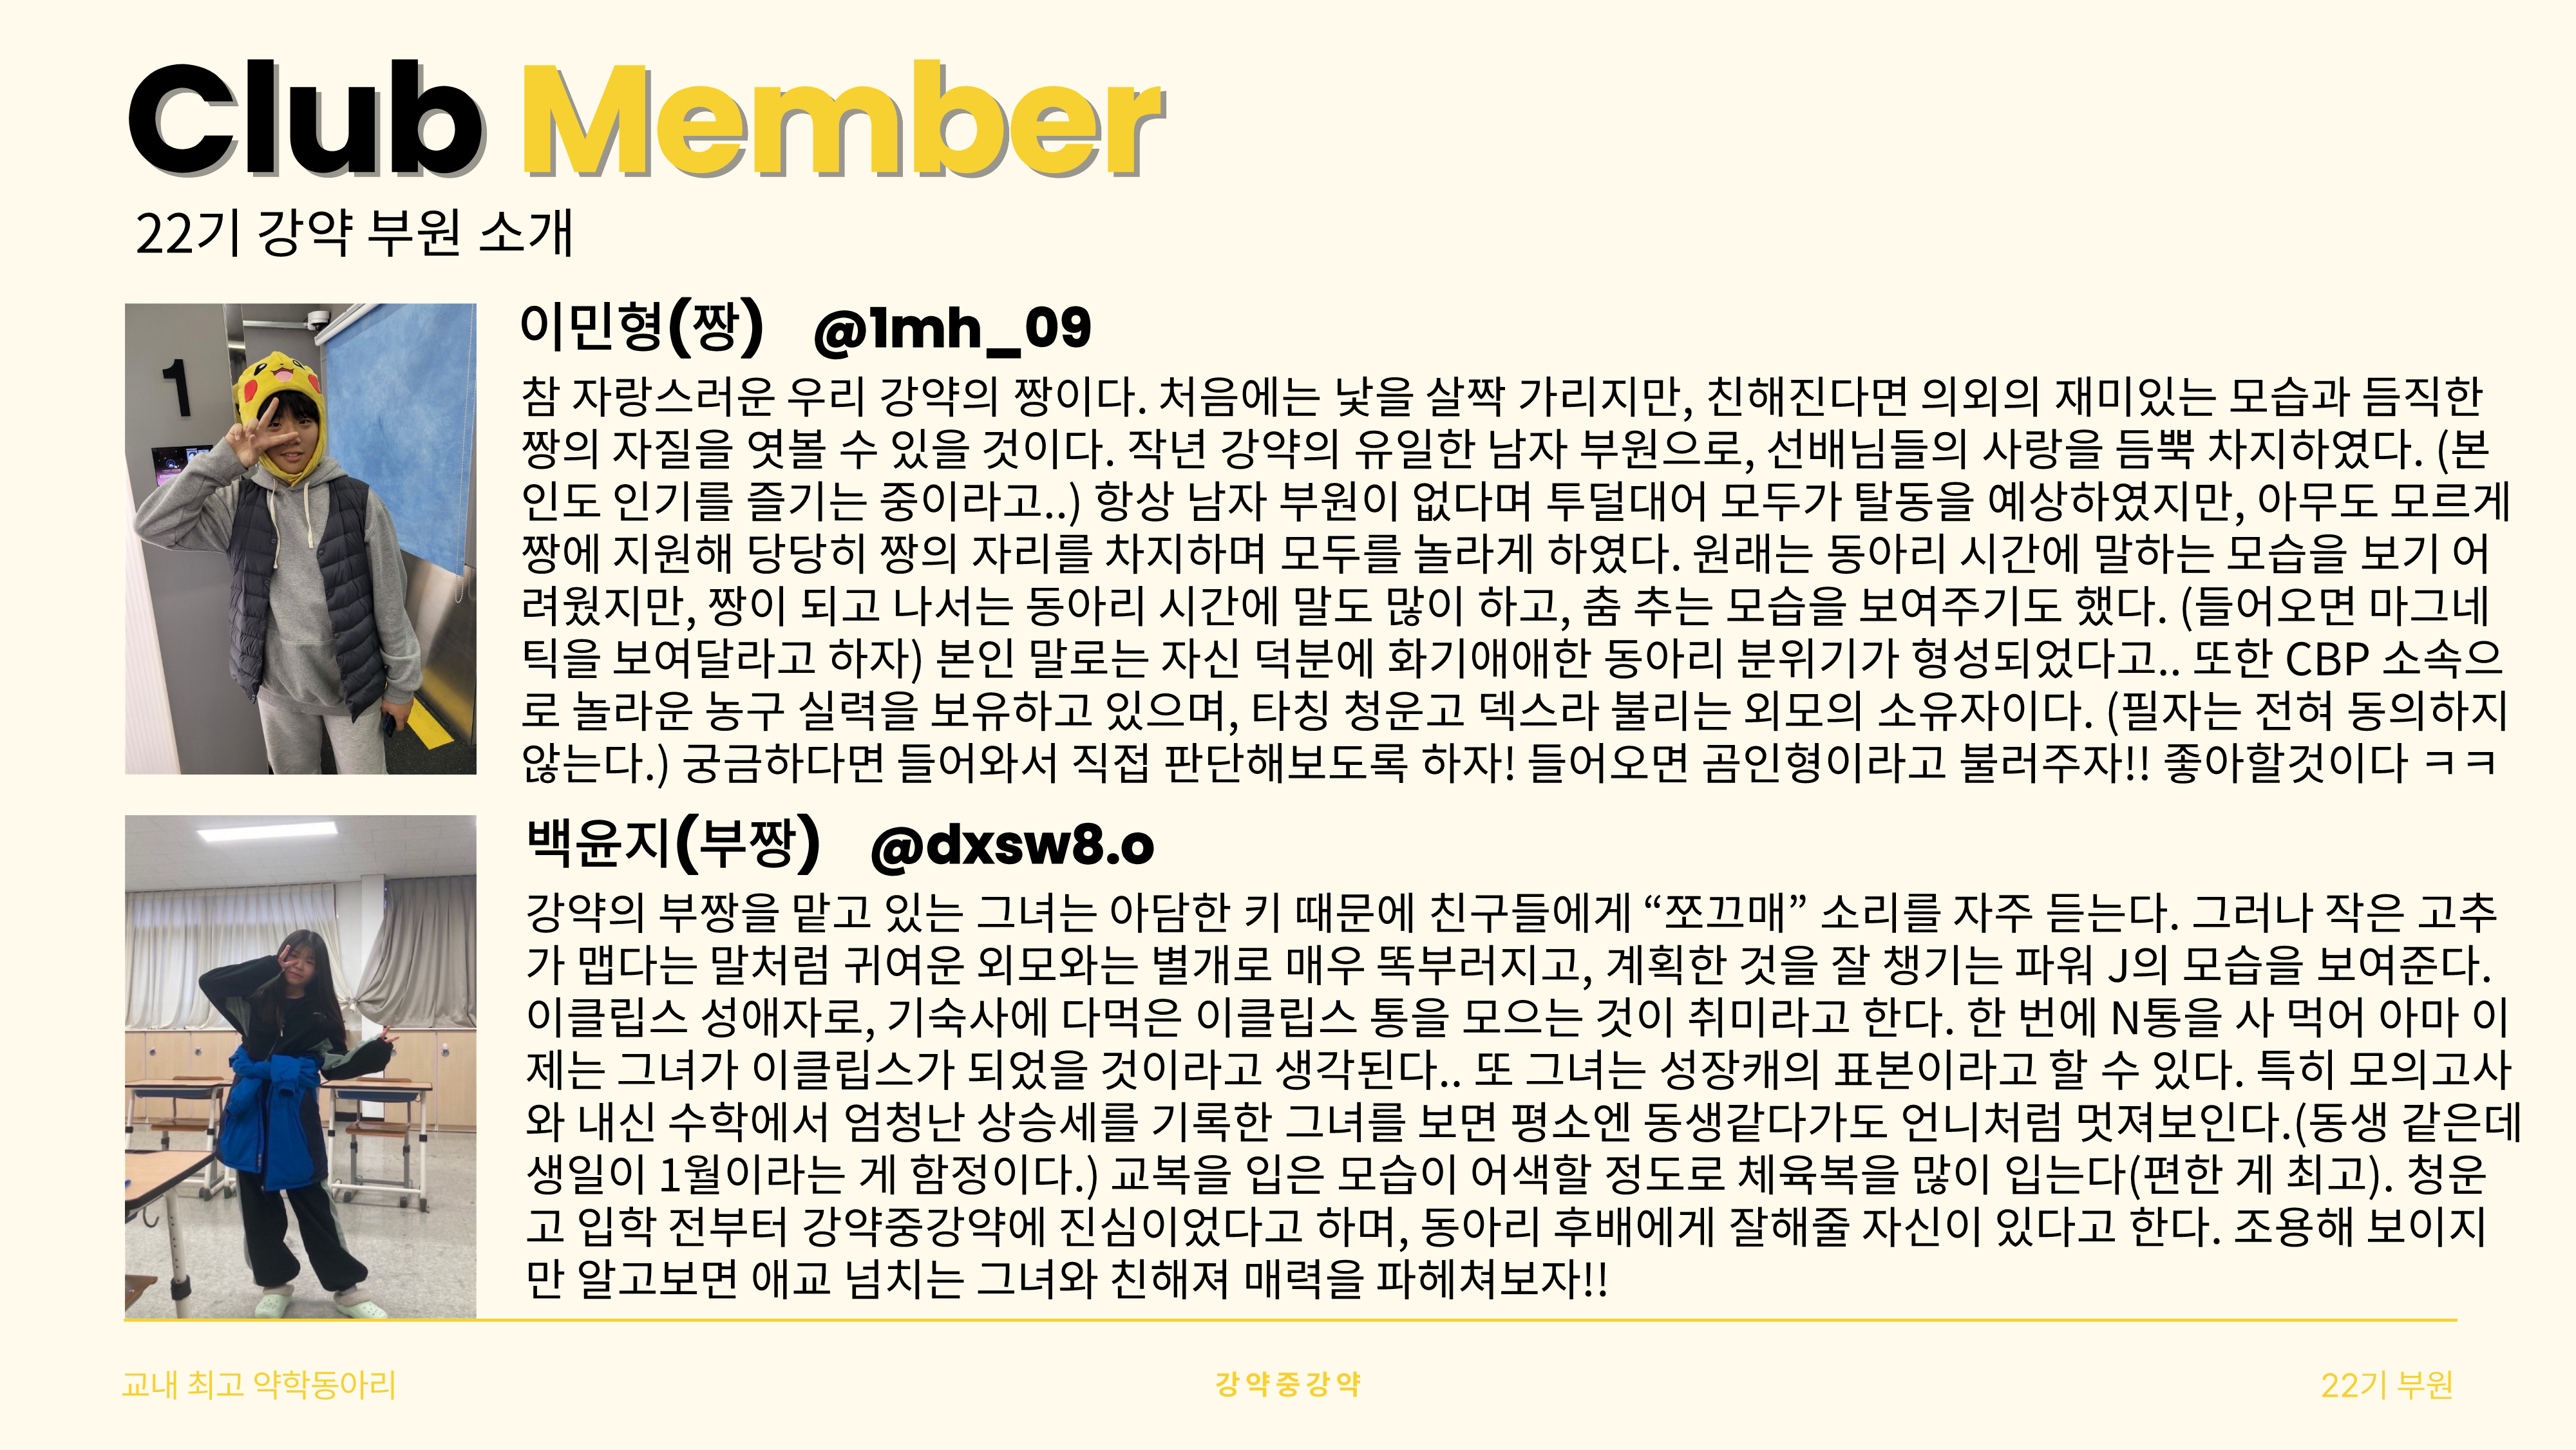 Club Member
22기 강약 부원 소개
1
이민형(짱) @1mh_09
참 자랑스러운 우리 강약의 짱이다. 처음에는 낯을 살짝 가리지만, 친해진다면 의외의 재미있는 모습과 듬직한
짱의 자질을 엿볼 수 있을 것이다. 작년 강약의 유일한 남자 부원으로, 선배님들의 사랑을 듬뿍 차지하였다. (본
인도 인기를 즐기는 중이라고..) 항상 남자 부원이 없다며 투덜대어 모두가 탈동을 예상하였지만, 아무도 모르게
짱에 지원해 당당히 짱의 자리를 차지하며 모두를 놀라게 하였다. 원래는 동아리 시간에 말하는 모습을 보기 어
려웠지만, 짱이 되고 나서는 동아리 시간에 말도 많이 하고, 춤 추는 모습을 보여주기도 했다. (들어오면 마그네
틱을 보여달라고 하자) 본인 말로는 자신 덕분에 화기애애한 동아리 분위기가 형성되었다고.. 또한 CBP 소속으
로 놀라운 농구 실력을 보유하고 있으며, 타칭 청운고 덱스라 불리는 외모의 소유자이다. (필자는 전혀 동의하지
않는다.) 궁금하다면 들어와서 직접 판단해보도록 하자! 들어오면 곰인형이라고 불러주자!! 좋아할것이다 ㅋㅋ
백윤지(부짱) @dxsw8.o
강약의 부짱을 맡고 있는 그녀는 아담한 키 때문에 친구들에게 “쪼끄매” 소리를 자주 듣는다. 그러나 작은 고추
가 맵다는 말처럼 귀여운 외모와는 별개로 매우 똑부러지고, 계획한 것을 잘 챙기는 파워 J의 모습을 보여준다.
이클립스 성애자로, 기숙사에 다먹은 이클립스 통을 모으는 것이 취미라고 한다. 한 번에 N통을 사 먹어 아마 이
제는 그녀가 이클립스가 되었을 것이라고 생각된다.. 또 그녀는 성장캐의 표본이라고 할 수 있다. 특히 모의고사
와 내신 수학에서 엄청난 상승세를 기록한 그녀를 보면 평소엔 동생같다가도 언니처럼 멋져보인다.(동생 같은데
생일이 1월이라는 게 함정이다.) 교복을 입은 모습이 어색할 정도로 체육복을 많이 입는다(편한 게 최고). 청운
고 입학 전부터 강약중강약에 진심이었다고 하며, 동아리 후배에게 잘해줄 자신이 있다고 한다. 조용해 보이지
만 알고보면 애교 넘치는 그녀와 친해져 매력을 파헤쳐보자!!
교내 최고 약학동아리
강약중강약
22기 부원